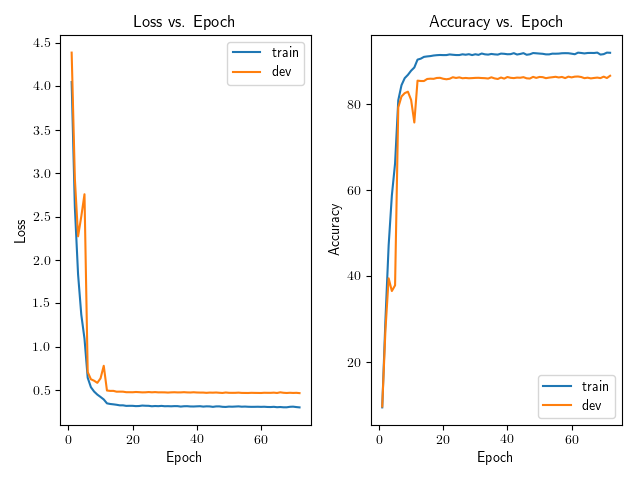 Loss vs. Epoch
4.5
4.0
3.5
3.0
2.5
2.0
1.5
1.0
0.5
Loss
0 20 40 60
Epoch
train
dev
Accuracy vs. Epoch
80
60
40
20
Accuracy
0 20 40 60
Epoch
train
dev